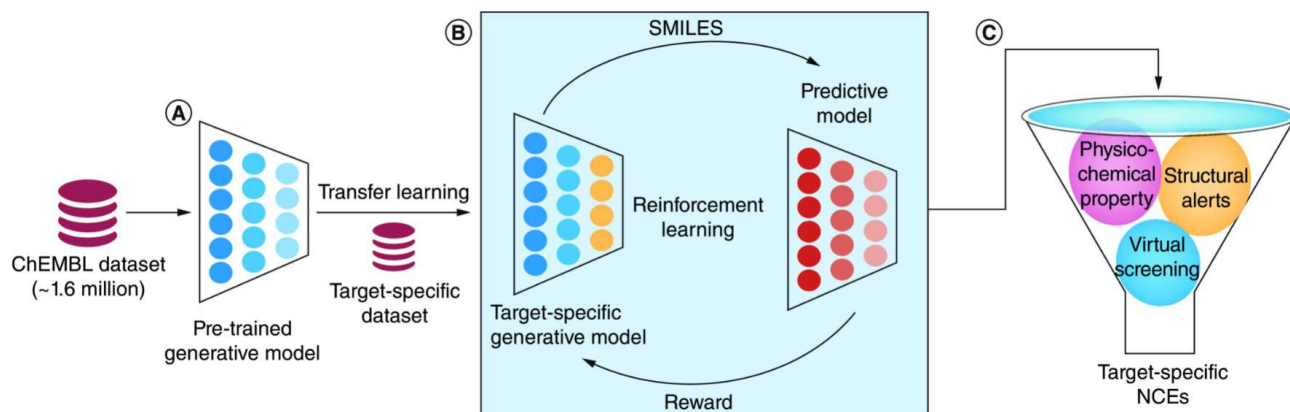 A
ChEMBL dataset
(~1.6 million)
Pre-trained
generative model
Transfer learning
Target-specific
dataset
B
SMILES
Predictive
model
Reinforcement
learning
Target-specific
generative model
Reward
C
Physico-
chemical
property
Structural
alerts
Virtual
screening
Target-specific
NCEs